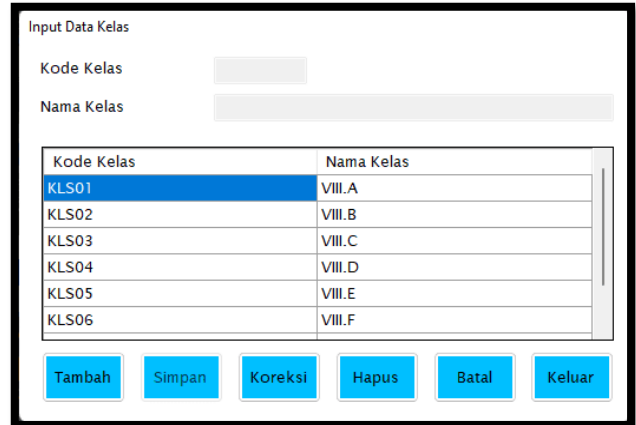 Input Data Kelas
Kode Kelas
Nama Kelas
Kode Kelas Nama Kelas
KLS01 VIII.A
KLS02 VIII.B
KLS03 VIII.C
KLS04 VIII.D
KLS05 VIII.E
KLS06 VIII.F
Tambah Simpan Koreksi Hapus Batal Keluar